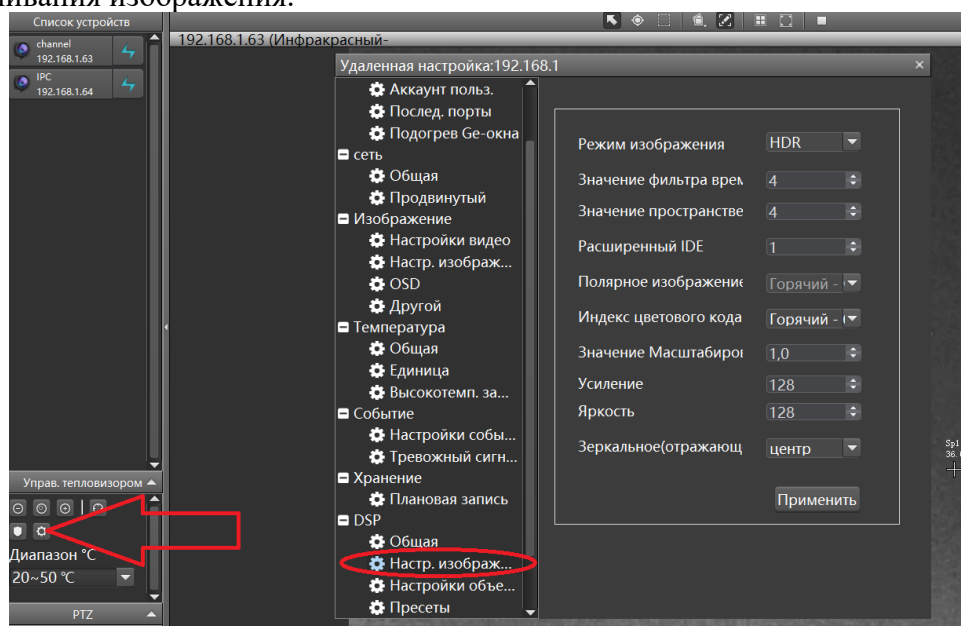 ивания изображения.
Список устройств
channel
192.168.1.63
IPC
192.168.1.64
192.168.1.63 (Инфракрасный-
Удаленная настройка:192.168.1
Аккаунт польз.
Послед. порты
Подогрев Ge-окна
сеть
Общая
Продвинутый
Изображение
Настройки видео
Настр. изображ...
OSD
Другой
Температура
Общая
Единица
Высокотемп. за...
Событие
Настройки собы...
Тревожный сигн...
Хранение
Плановая запись
DSP
Общая
Настр. изображ...
Настройки объе...
Пресеты
Режим изображения HDR
Значение фильтра врем 4
Значение пространстве 4
Расширенный IDE 1
Полярное изображение Горячий -
Индекс цветового кода Горячий -
Значение Масштабиров 1,0
Усиление 128
Яркость 128
Зеркальное(отражающ центр
Применить
Sp1
36.
Управ. тепловизором
Диапазон °C
20~50 °C
PTZ